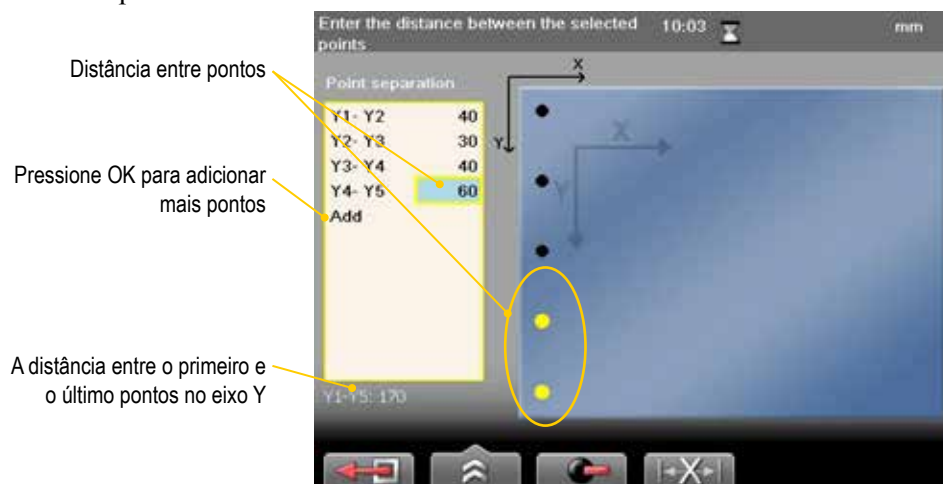 Enter the distance between the selected
points
10:03
mm
Distância entre pontos
Point separation
X
Y1- Y2 40
Y2- Y3 30
Y
Y3- Y4 40
Y4- Y5 60
Add
X
Y
Pressione OK para adicionar
mais pontos
A distância entre o primeiro e
o último pontos no eixo Y
Y1-Y5: 170
X